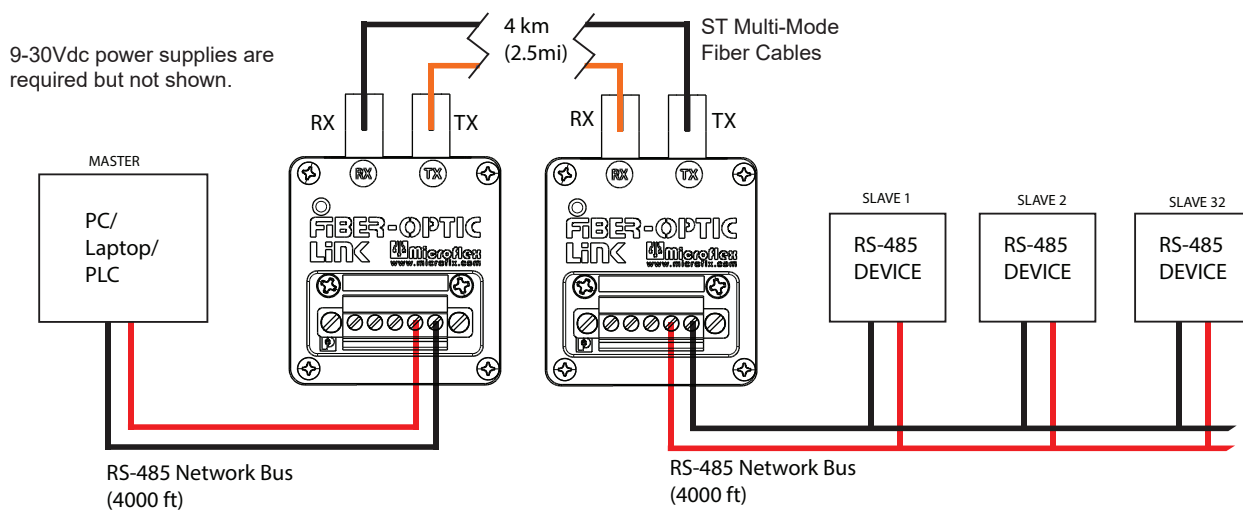 9-30Vdc power supplies are
required but not shown.
4 km
(2.5mi)
ST Multi-Mode
Fiber Cables
RX
TX
RX
TX
MASTER
PC/
Laptop/
PLC
RX
TX
FiBER-OPTIC
LiNK
Microflex
www.microflx.com
RX
TX
FiBER-OPTIC
LiNK
Microflex
www.microflx.com
SLAVE 1
RS-485
DEVICE
SLAVE 2
RS-485
DEVICE
SLAVE 32
RS-485
DEVICE
RS-485 Network Bus
(4000 ft)
RS-485 Network Bus
(4000 ft)